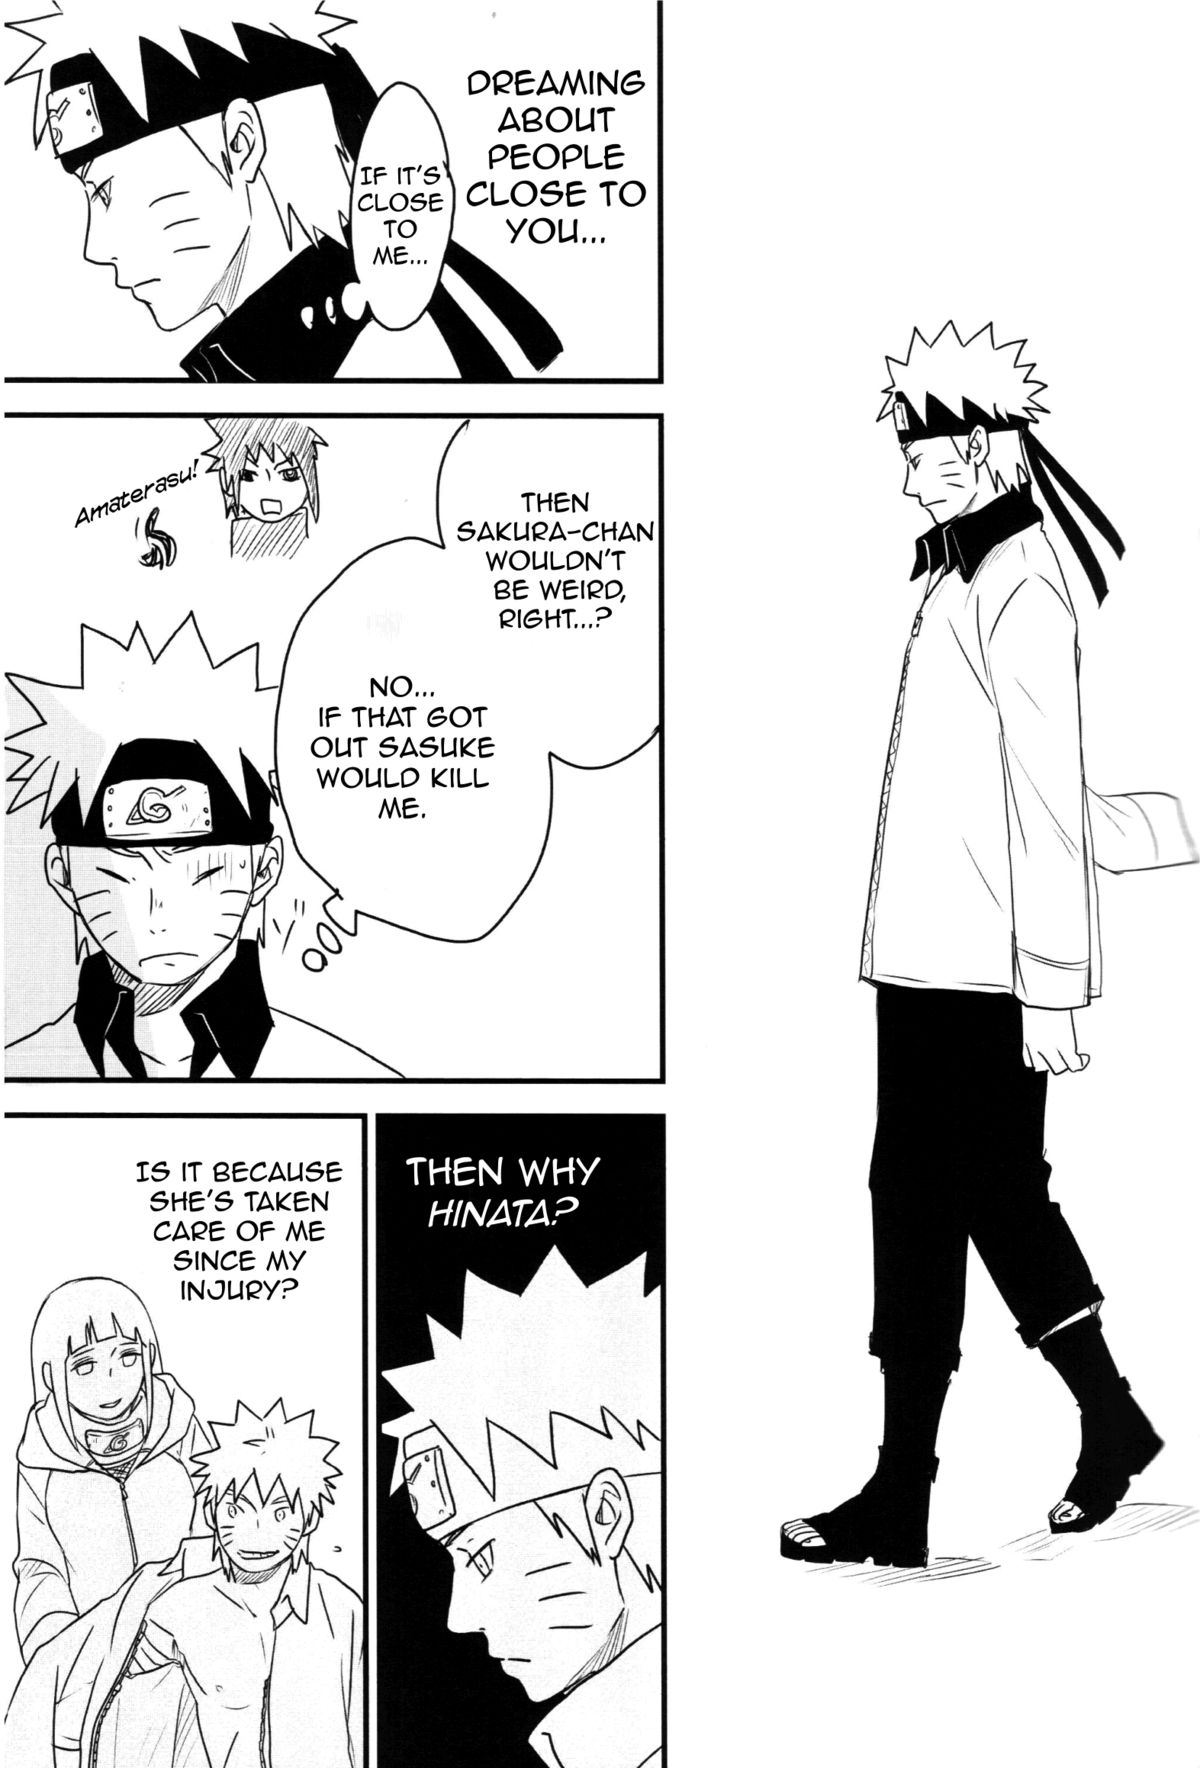 DREAMING
ABOUT
PEOPLE
CLOSE TO
YOU...
IF IT'S
CLOSE
TO
ME...
THEN
SAKURA-CHAN
WOULDN'T
BE WEIRD,
RIGHT...?
NO...
IF THAT GOT
OUT SASUKE
WOULD KILL
ME.
Amaterasu!
THEN WHY
HINATA?
IS IT BECAUSE
SHE'S TAKEN
CARE OF ME
SINCE MY
INJURY?